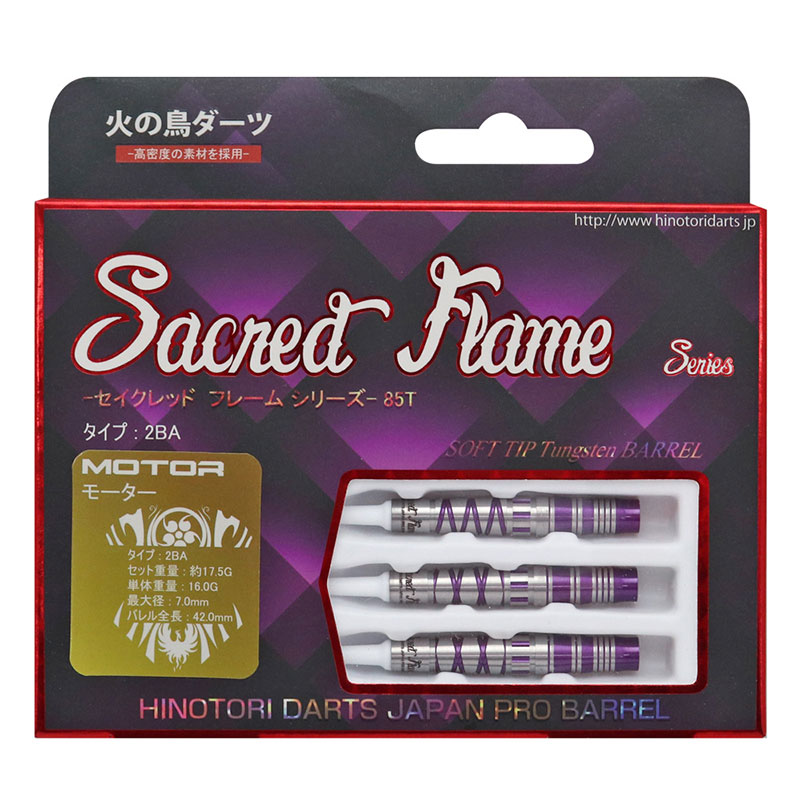 火の鳥ダーツ
-高密度の素材を採用-
http://www hinotoridarts jp
Sacred Flame
Series
-セイクレッド フレーム シリーズ- 85T
タイプ : 2BA
SOFT TIP Tungsten BARREL
MOTOR
モーター
タイプ : 2BA
セット重量 : 約17.5G
単体重量 : 16.0G
最大径 : 7.0mm
バレル全長 : 42.0mm
HINOTORI DARTS JAPAN PRO BARREL